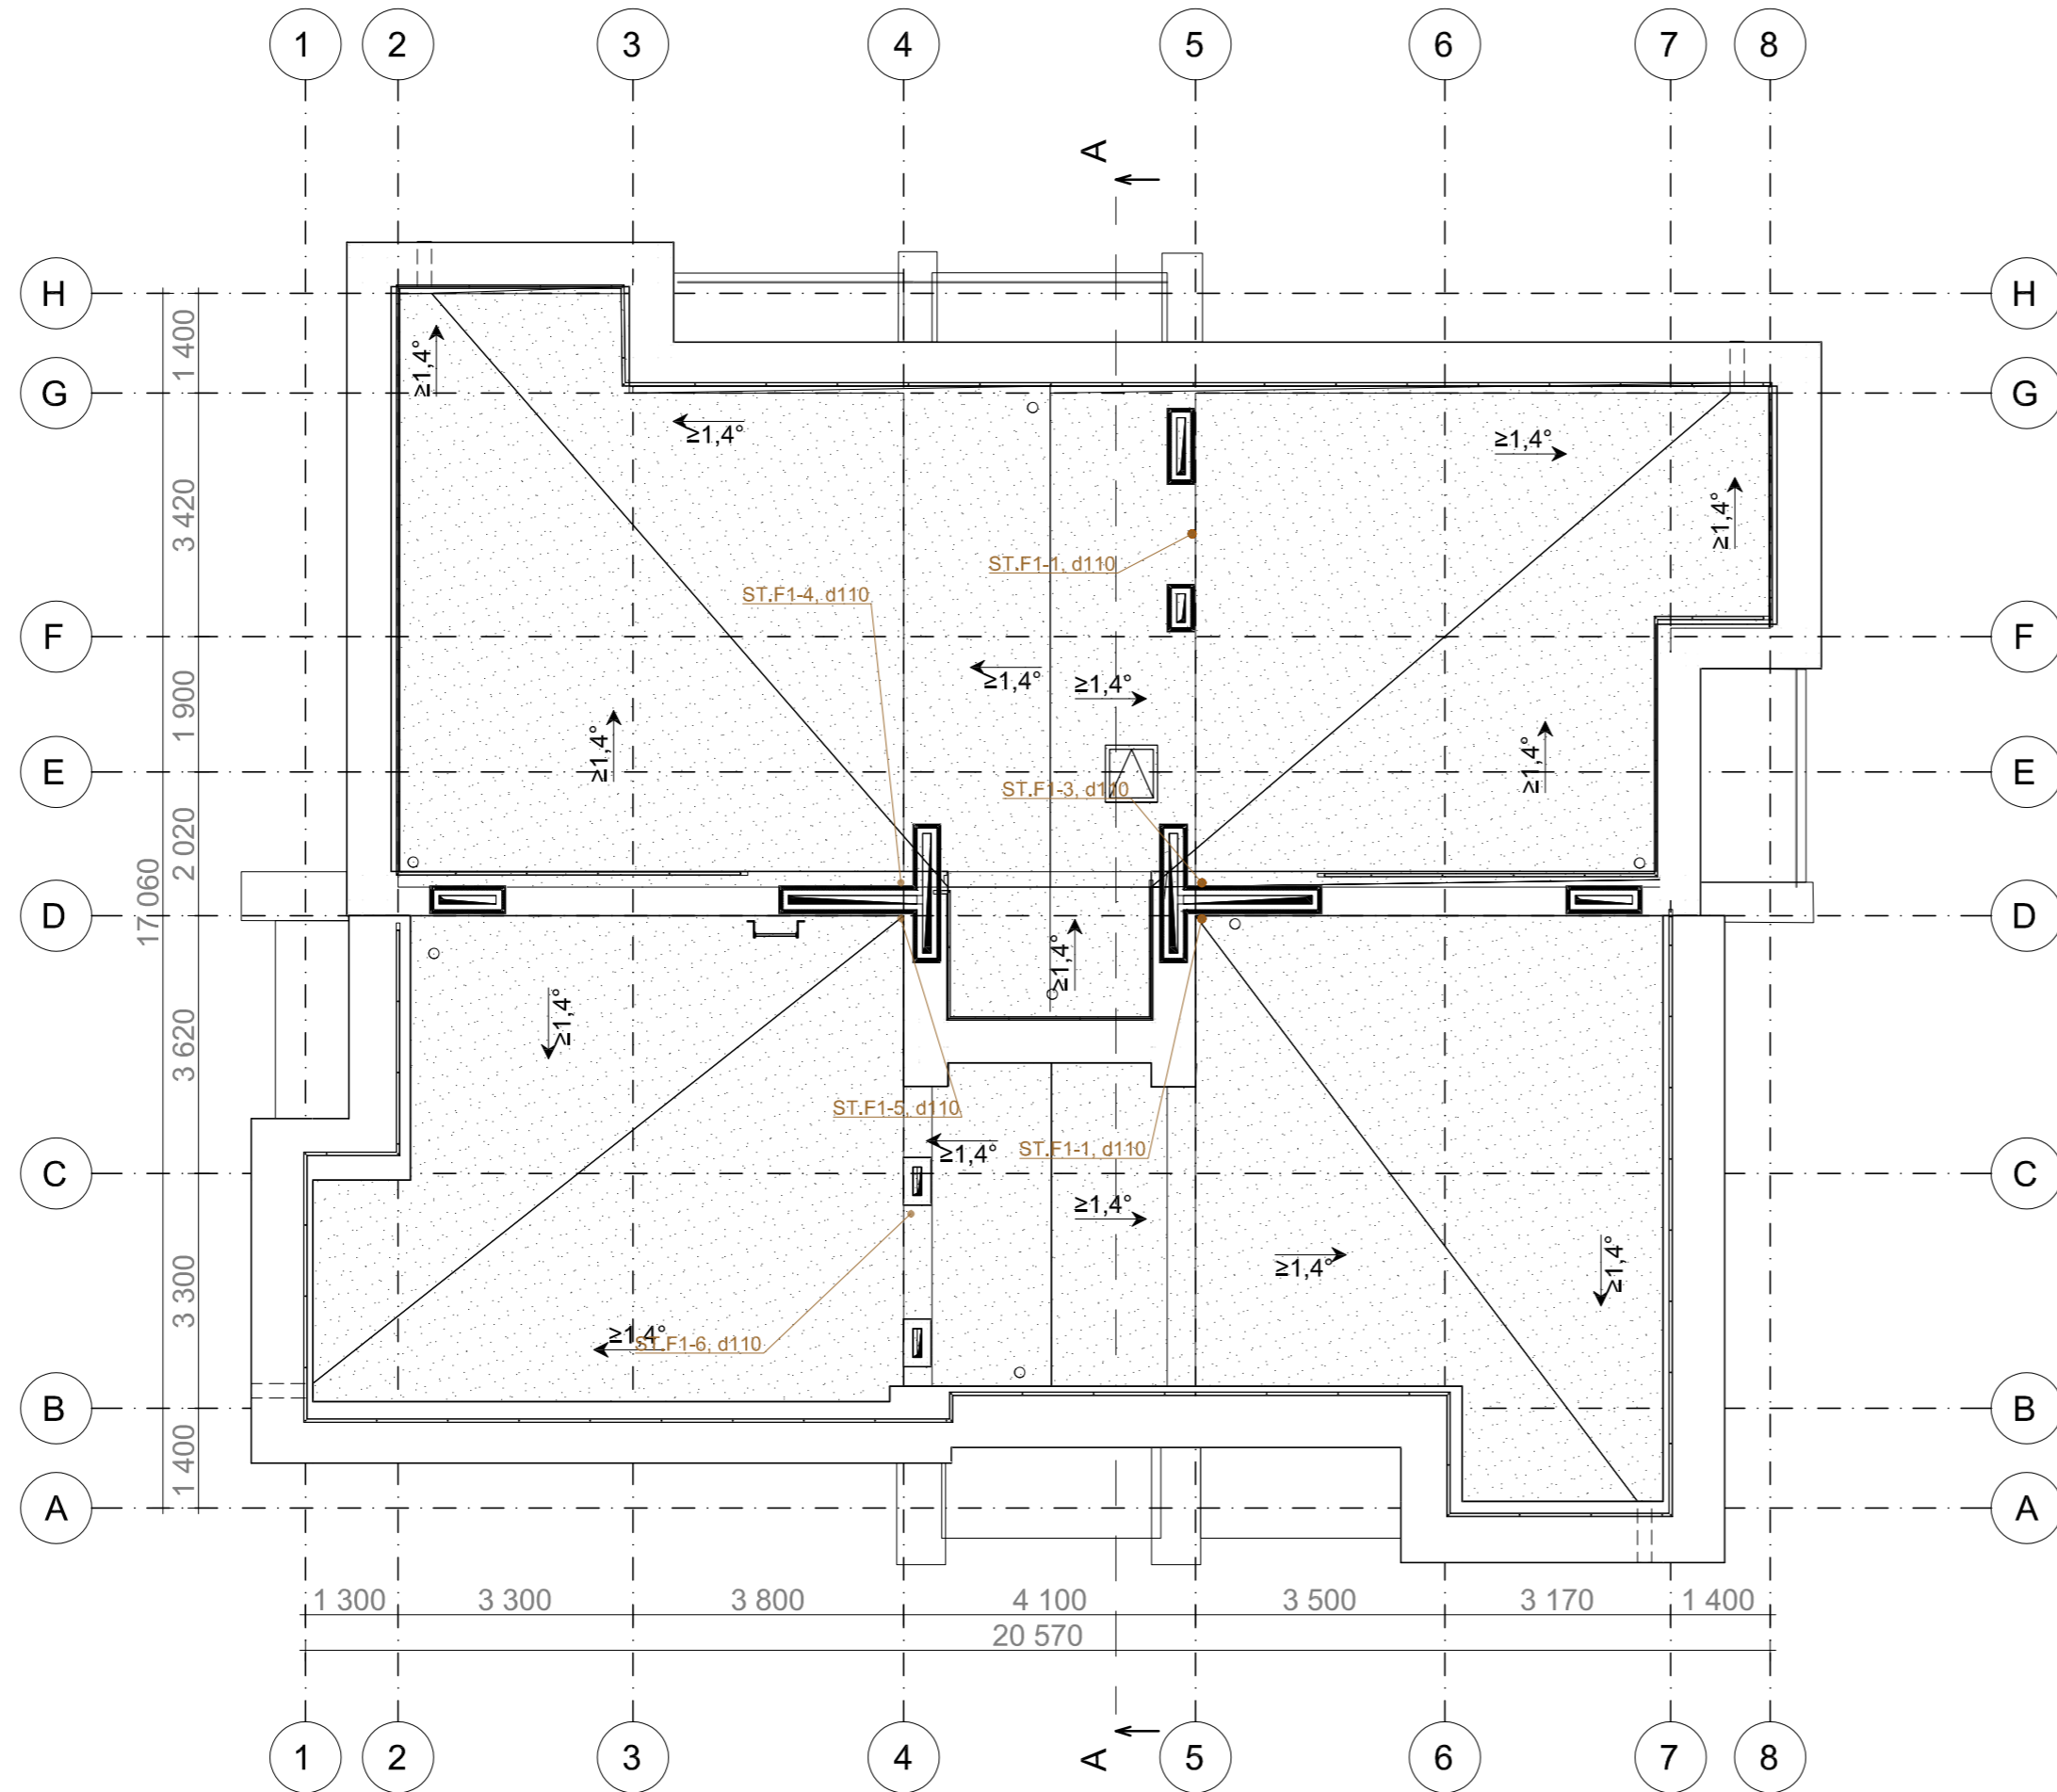 1 2 3 4 5 6 7 8
A
H H
1 400
≥1,4°
G G
≥1,4°
≥1,4°
3 420
≥1,4°
ST.F1-1, d110
ST.F1-4, d110
F F
≥1,4°
≥1,4°
1 900
≥1,4°
≥1,4°
E E
ST.F1-3, d110
2 020
17 060
D D
≥1,4°
≥1,4°
3 620
ST.F1-5, d110
≥1,4°
ST.F1-1, d110
C C
≥1,4°
≥1,4°
≥1,4°
3 300
≥1,4°
ST.F1-6, d110
B B
1 400
A A
1 300 3 300 3 800 4 100 3 500 3 170 1 400
20 570
A
1 2 3 4 5 6 7 8